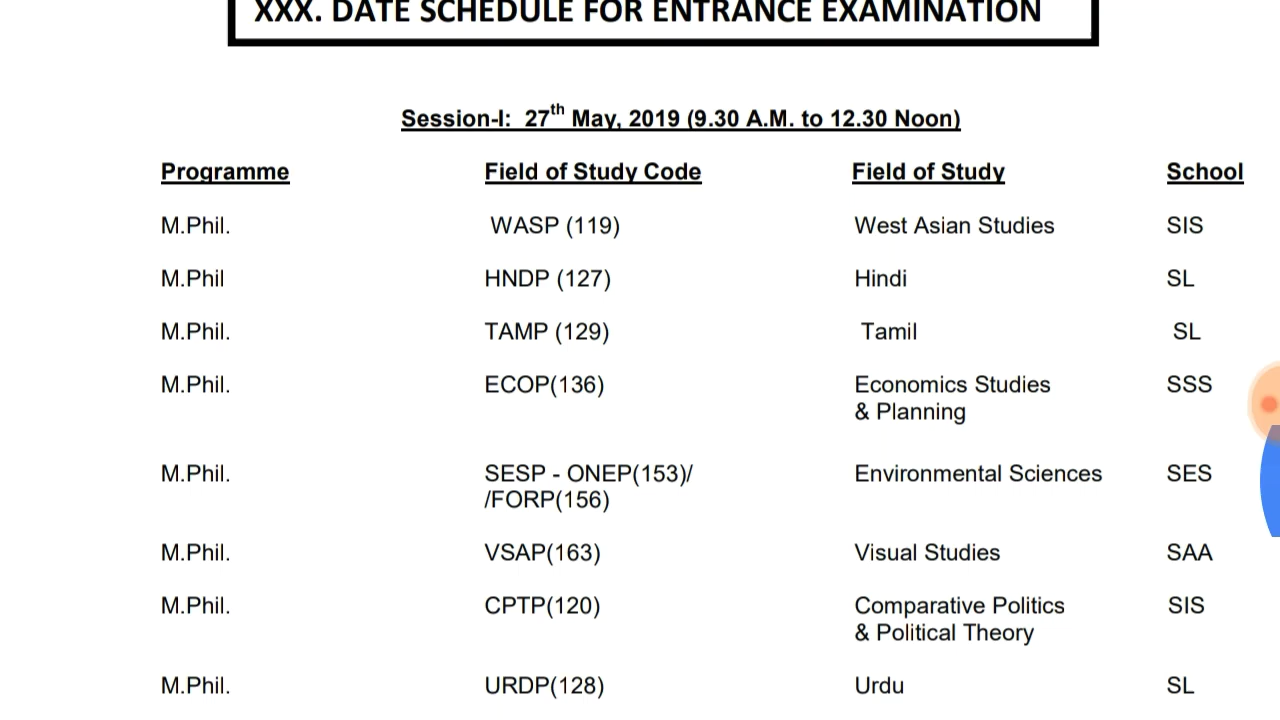 XXX. DATE SCHEDULE FOR ENTRANCE EXAMINATION
Session-I: 27th May, 2019 (9.30 A.M. to 12.30 Noon)
Programme Field of Study Code Field of Study School
M.Phil. WASP (119) West Asian Studies SIS
M.Phil HNDP (127) Hindi SL
M.Phil. TAMP (129) Tamil SL
M.Phil. ECOP(136) Economics Studies SSS
& Planning
M.Phil. SESP - ONEP(153)/ Environmental Sciences SES
/FORP(156)
M.Phil. VSAP(163) Visual Studies SAA
M.Phil. CPTP(120) Comparative Politics SIS
& Political Theory
M.Phil. URDP(128) Urdu SL